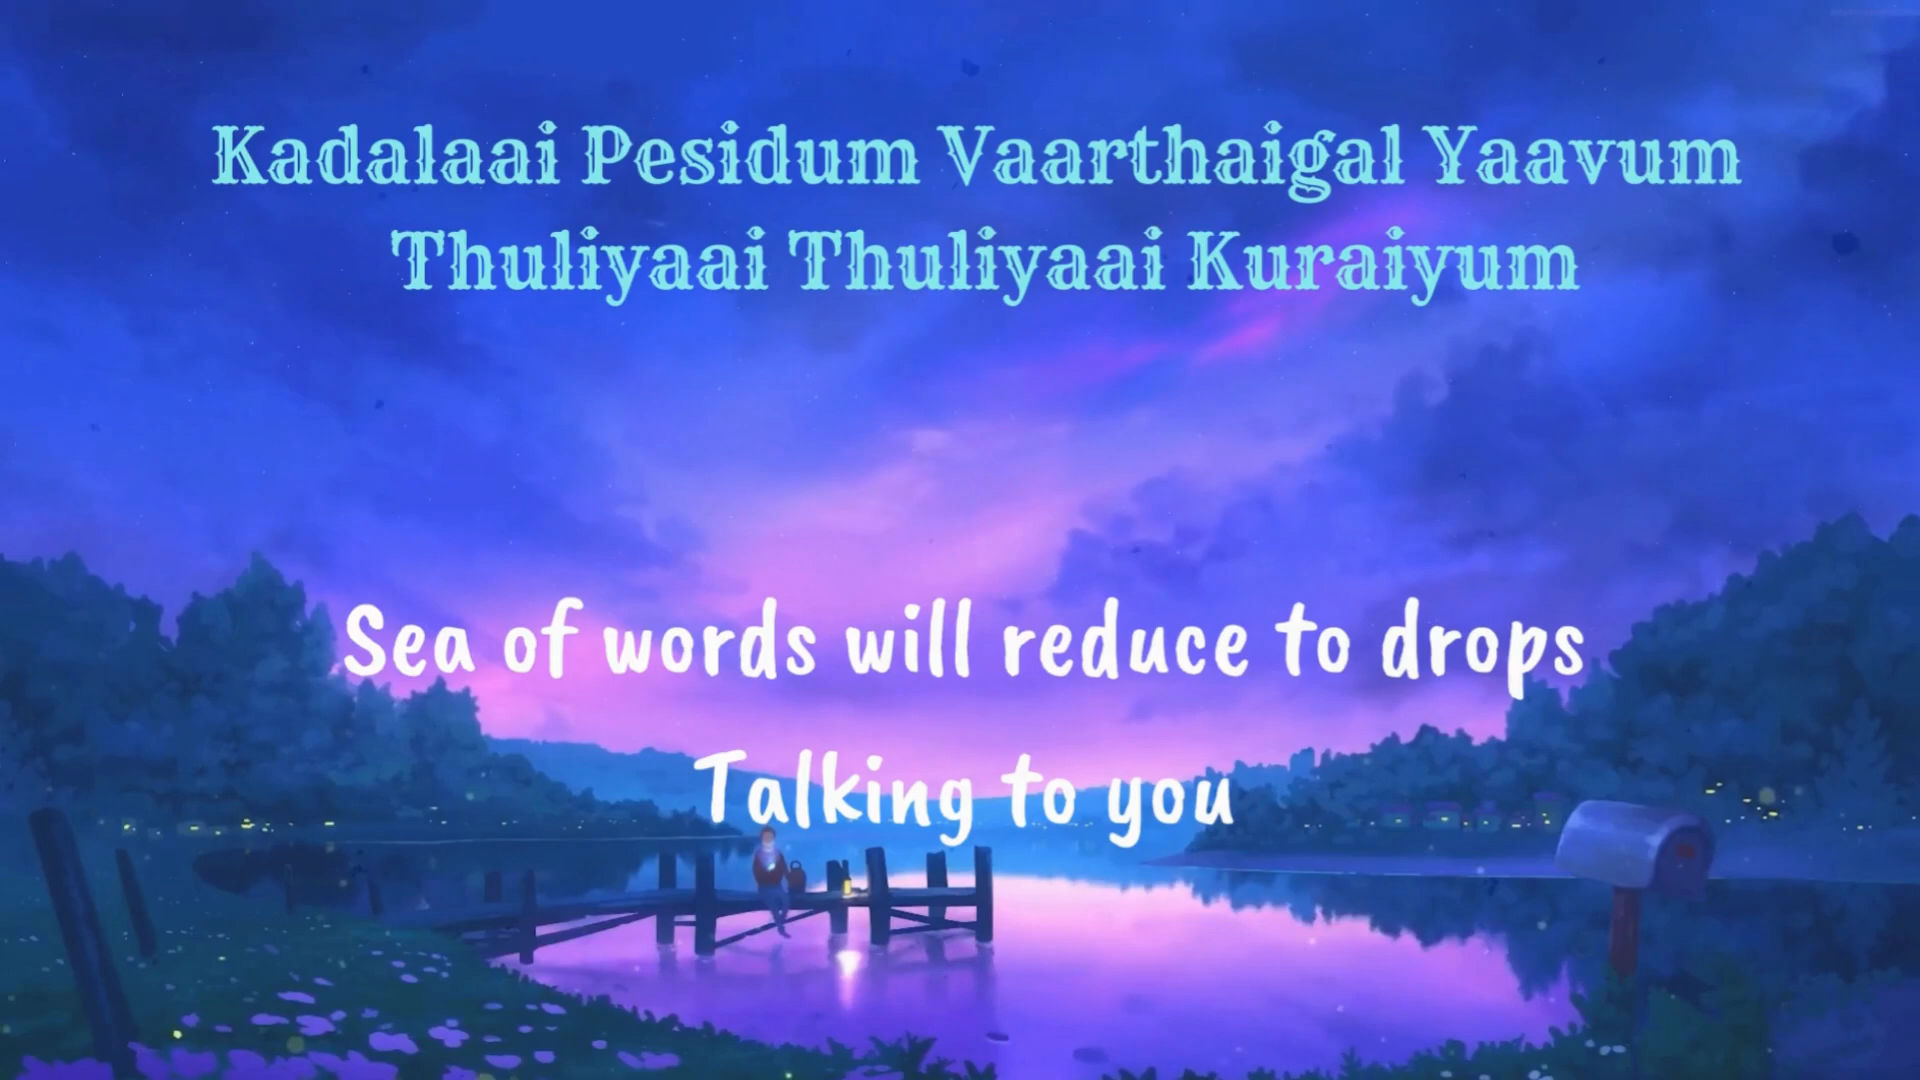 Kadalaai Pesidum Vaarthaigal Yaavum
Thuliyaai Thuliyaai Kuraiyum
Sea of words will reduce to drops
Talking to you